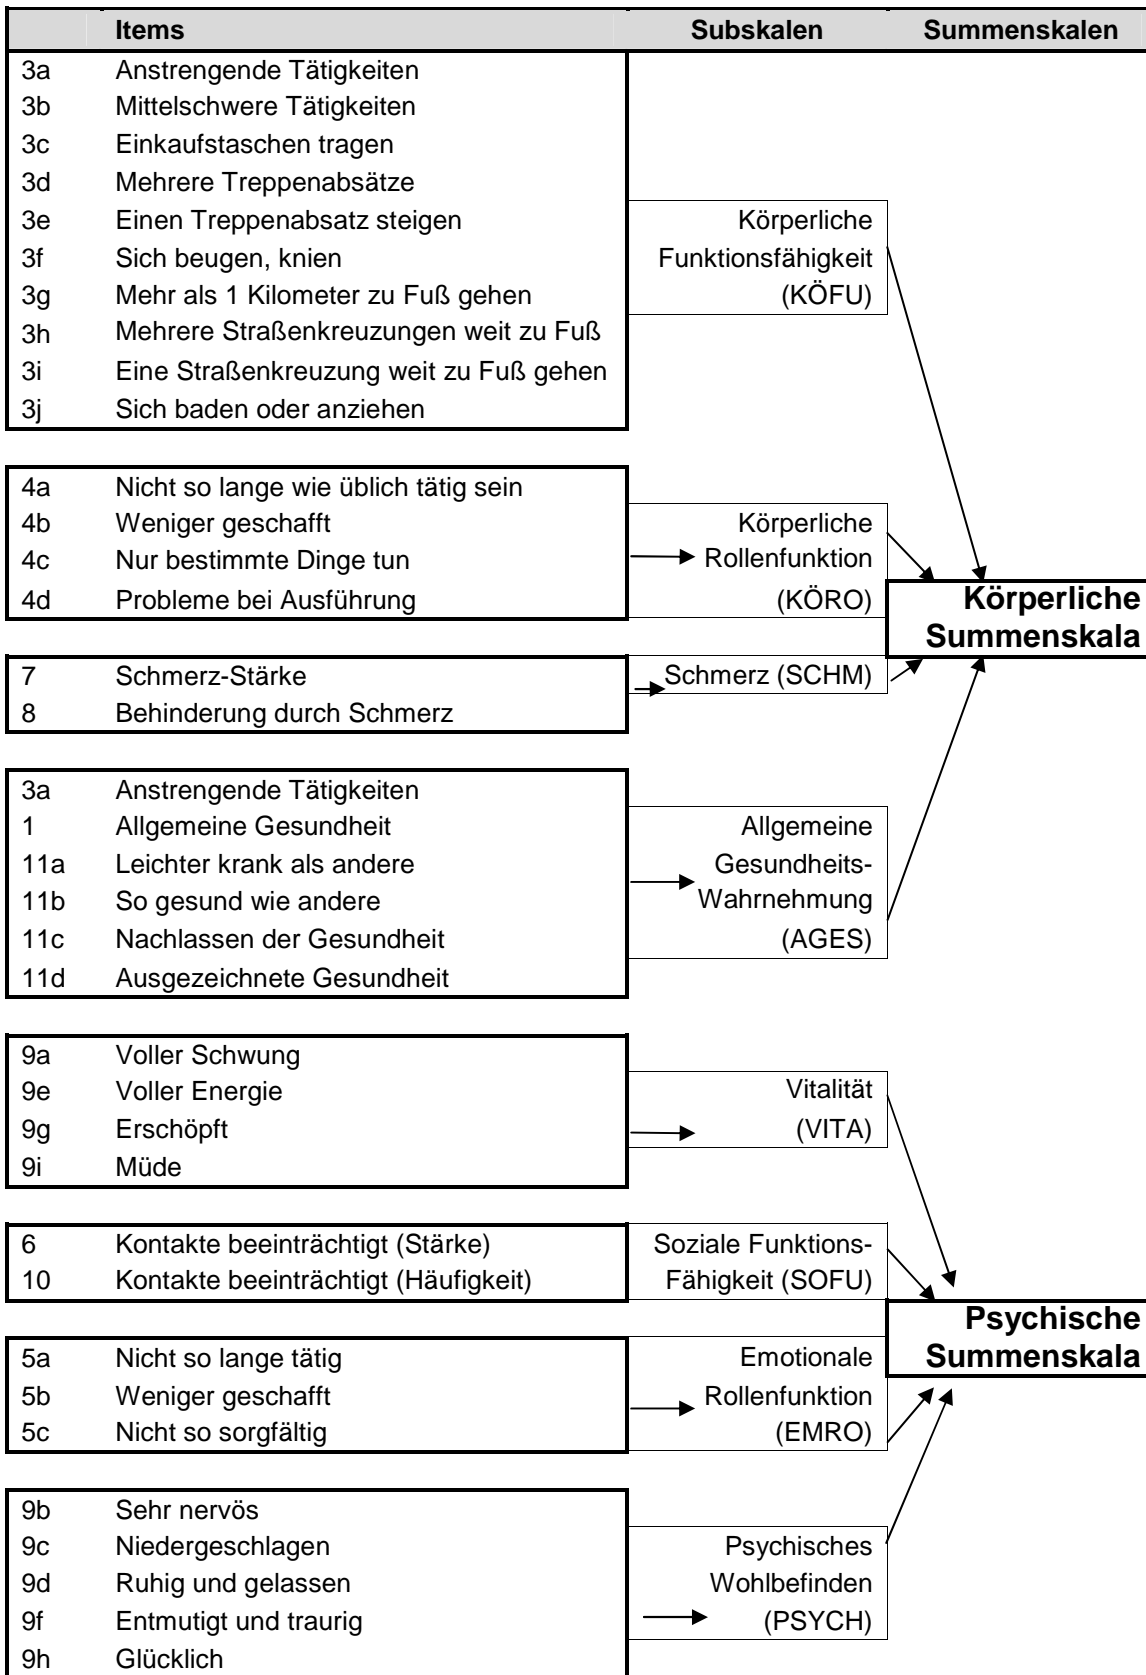 Items Subskalen Summenskalen
3a Anstrengende Tätigkeiten
3b Mittelschwere Tätigkeiten
3c Einkaufstaschen tragen
3d Mehrere Treppenabsätze
3e Einen Treppenabsatz steigen Körperliche
3f Sich beugen, knien Funktionsfähigkeit
3g Mehr als 1 Kilometer zu Fuß gehen (KÖFU)
3h Mehrere Straßenkreuzungen weit zu Fuß
3i Eine Straßenkreuzung weit zu Fuß gehen
3j Sich baden oder anziehen
4a Nicht so lange wie üblich tätig sein
4b Weniger geschafft Körperliche
4c Nur bestimmte Dinge tun Rollenfunktion
4d Probleme bei Ausführung (KÖRO) Körperliche
Summenskala
7 Schmerz-Stärke Schmerz (SCHM)
8 Behinderung durch Schmerz
3a Anstrengende Tätigkeiten
1 Allgemeine Gesundheit Allgemeine
11a Leichter krank als andere Gesundheits-
11b So gesund wie andere Wahrnehmung
11c Nachlassen der Gesundheit (AGES)
11d Ausgezeichnete Gesundheit
9a Voller Schwung
9e Voller Energie Vitalität
9g Erschöpft (VITA)
9i Müde
6 Kontakte beeinträchtigt (Stärke) Soziale Funktions-
10 Kontakte beeinträchtigt (Häufigkeit) Fähigkeit (SOFU)
Psychische
5a Nicht so lange tätig Emotionale Summenskala
5b Weniger geschafft Rollenfunktion
5c Nicht so sorgfältig (EMRO)
9b Sehr nervös
9c Niedergeschlagen Psychisches
9d Ruhig und gelassen Wohlbefinden
9f Entmutigt und traurig (PSYCH)
9h Glücklich